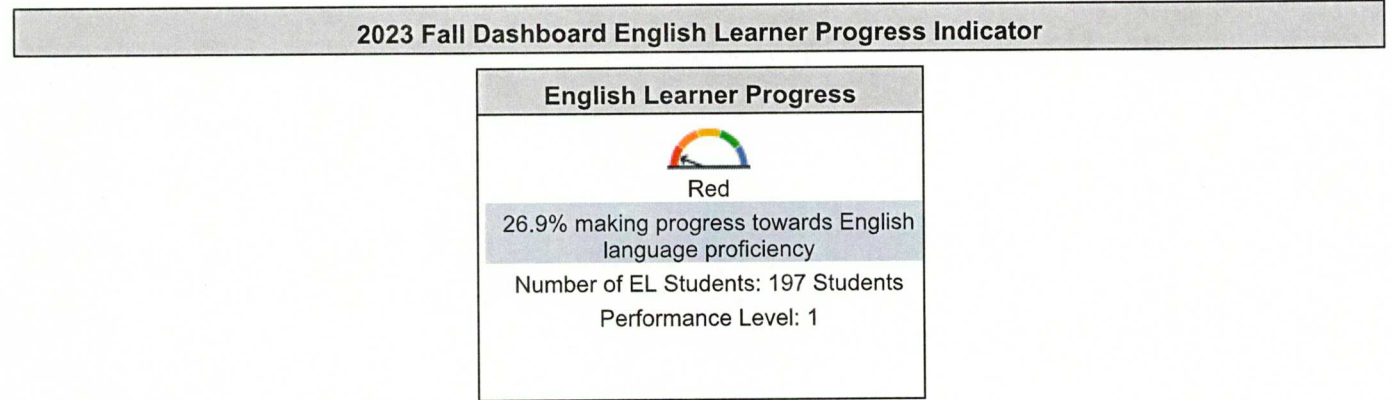 2023 Fall Dashboard English Learner Progress Indicator
English Learner Progress
Red
26.9% making progress towards English
language proficiency
Number of EL Students: 197 Students
Performance Level: 1